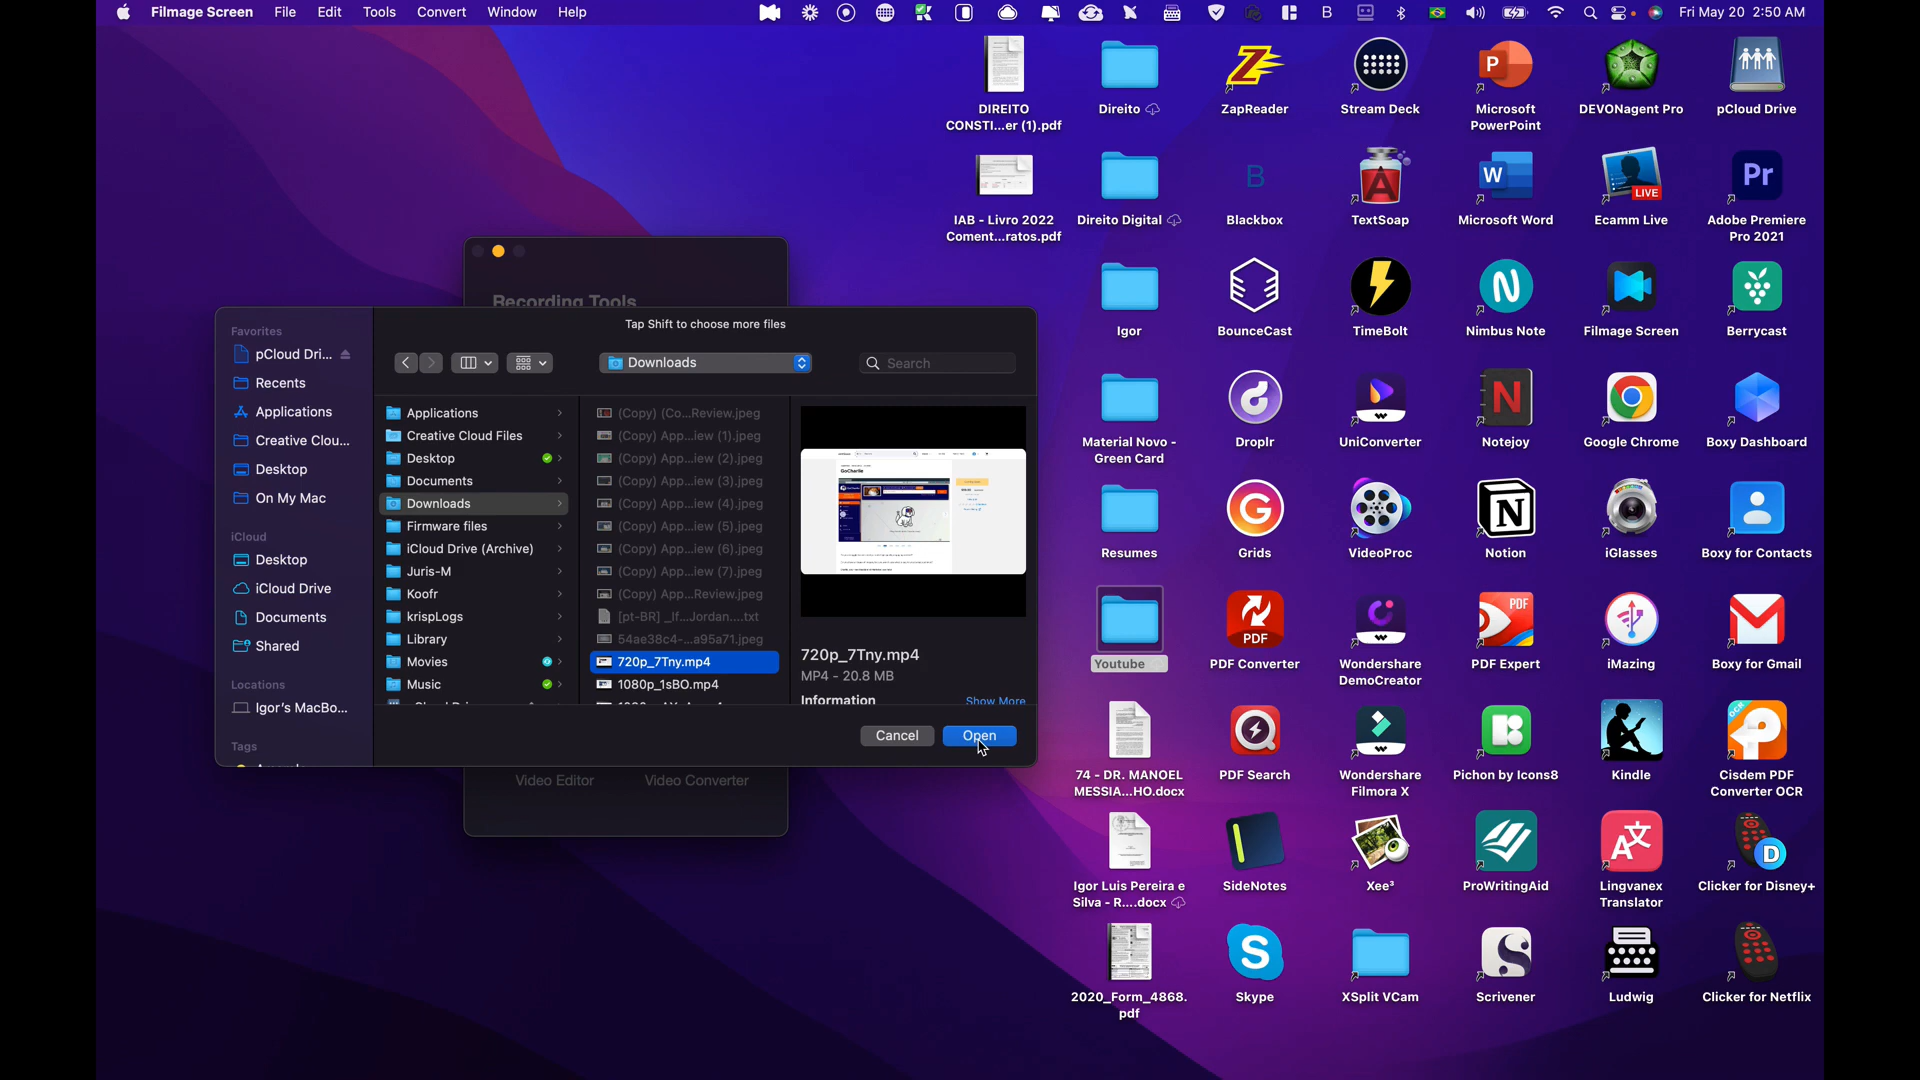 Filmage Screen File Edit Tools Convert Window Help
B
Fri May 20 2:50 AM
DIREITO
CONSTI...er (1).pdf
Direito
ZapReader
Stream Deck
P
Microsoft
PowerPoint
DEVONagent Pro
pCloud Drive
IAB - Livro 2022
Coment...ratos.pdf
Direito Digital
B
Blackbox
A
TextSoap
W
Microsoft Word
LIVE
Ecamm Live
Pr
Adobe Premiere
Pro 2021
Igor
BounceCast
TimeBolt
N
Nimbus Note
Filmage Screen
Berrycast
Material Novo -
Green Card
Droplr
UniConverter
N
Notejoy
Google Chrome
Boxy Dashboard
Resumes
G
Grids
VideoProc
N
Notion
iGlasses
Boxy for Contacts
Youtube
PDF
PDF Converter
Wondershare
DemoCreator
PDF
PDF Expert
iMazing
Boxy for Gmail
74 - DR. MANOEL
MESSIA...HO.docx
PDF Search
Wondershare
Filmora X
Pichon by Icons8
Kindle
OCR
Cisdem PDF
Converter OCR
Igor Luis Pereira e
Silva - R....docx
SideNotes
Xee³
ProWritingAid
Lingvanex
Translator
D
Clicker for Disney+
2020_Form_4868.
pdf
S
Skype
XSplit VCam
S
Scrivener
Ludwig
Clicker for Netflix
Recording Tools
Tap Shift to choose more files
Downloads
Search
Favorites
pCloud Dri...
Recents
Applications
Creative Clou...
Desktop
On My Mac
iCloud
Desktop
iCloud Drive
Documents
Shared
Locations
Igor's MacBo...
Tags
Applications
Creative Cloud Files
Desktop
Documents
Downloads
Firmware files
iCloud Drive (Archive)
Juris-M
Koofr
krispLogs
Library
Movies
Music
(Copy) (Co...Review.jpeg
(Copy) App...iew (1).jpeg
(Copy) App...iew (2).jpeg
(Copy) App...iew (3).jpeg
(Copy) App...iew (4).jpeg
(Copy) App...iew (5).jpeg
(Copy) App...iew (6).jpeg
(Copy) App...iew (7).jpeg
(Copy) App...Review.jpeg
[pt-BR] _If...Jordan....txt
54ae38c4-...a95a71.jpeg
720p_7Tny.mp4
1080p_1sBO.mp4
GoCharlie
720p_7Tny.mp4
MP4 - 20.8 MB
Information
Show More
Cancel
Open
Video Editor
Video Converter